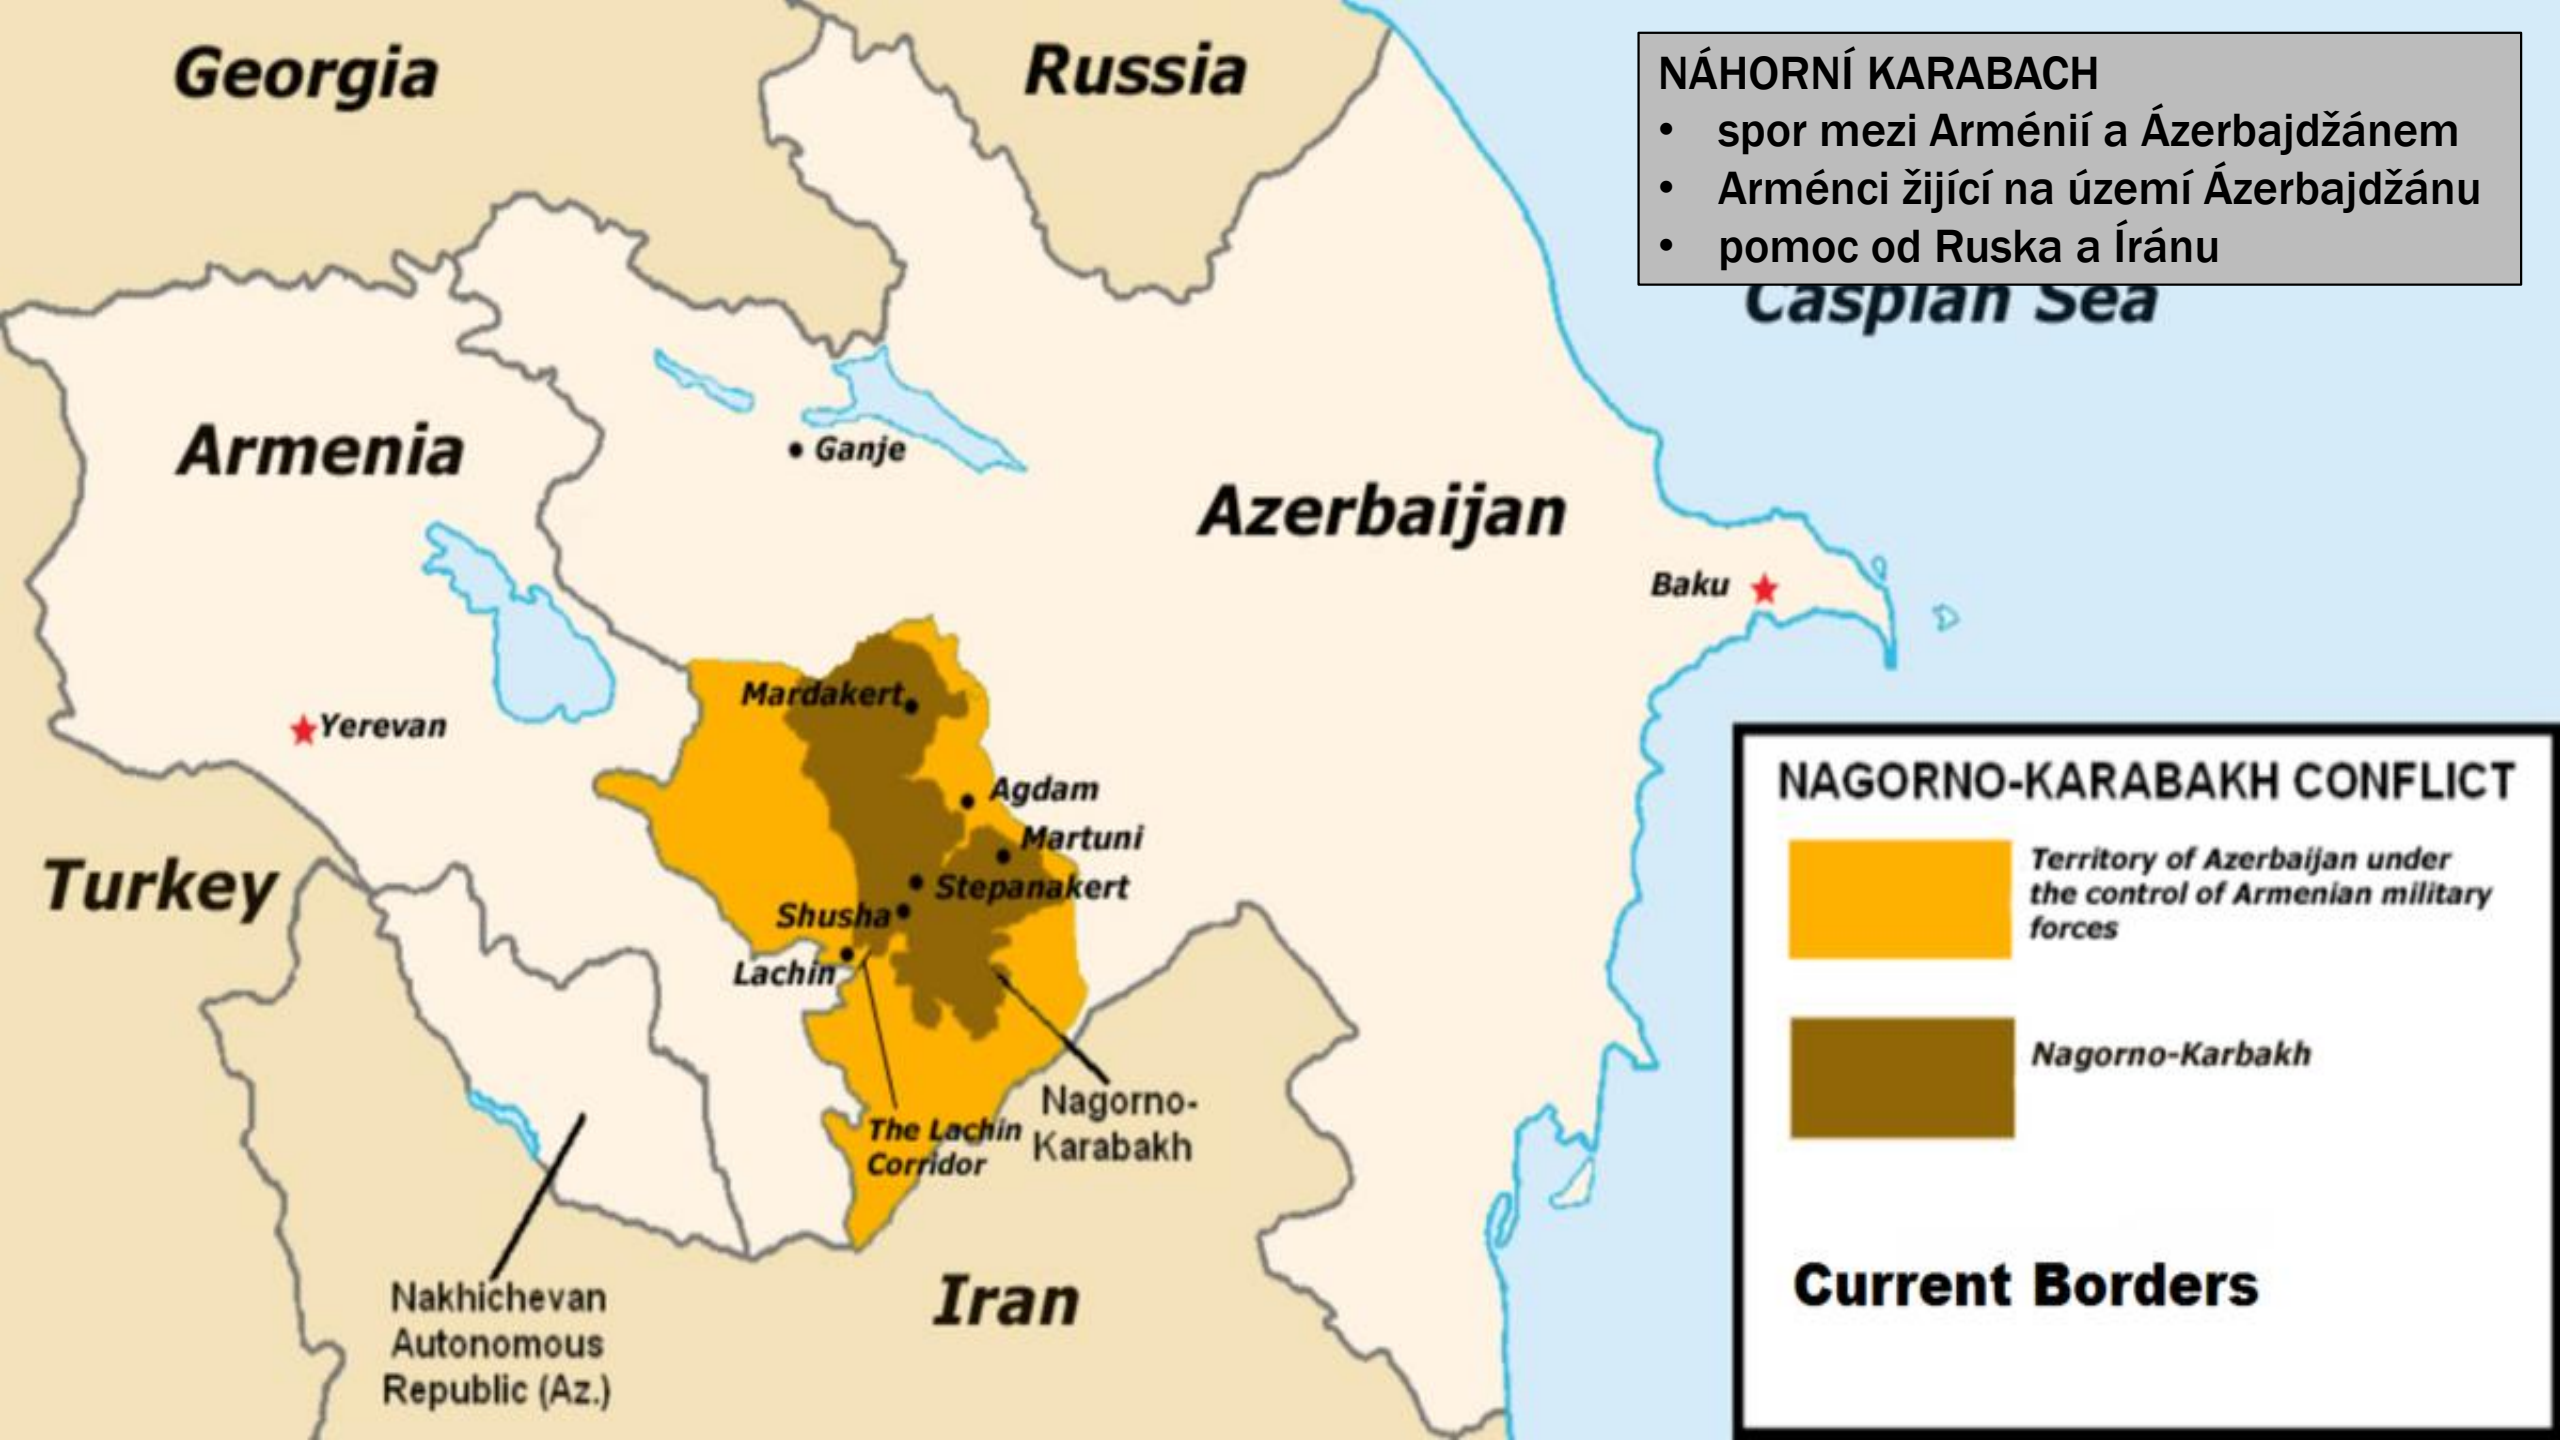 Georgia
Russia
NÁHORNÍ KARABACH
• spor mezi Arménií a Ázerbajdžánem
• Arménci žijící na území Ázerbajdžánu
• pomoc od Ruska a Íránu
Caspian Sea
Armenia
Ganje
Azerbaijan
Baku
Mardakert
Yerevan
Agdam
Martuni
Turkey
Stepanakert
Shusha
Lachin
Nagorno-
Karabakh
The Lachin
Corridor
Nakhichevan
Autonomous
Republic (Az.)
Iran
NAGORNO-KARABAKH CONFLICT
Territory of Azerbaijan under
the control of Armenian military
forces
Nagorno-Karbakh
Current Borders